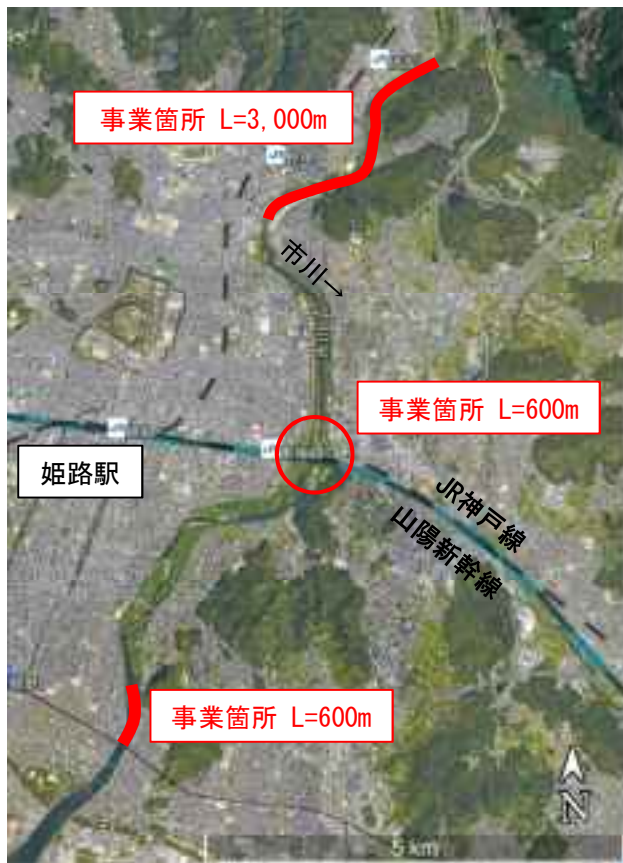 事業箇所 L=3,000m
市川→
事業箇所 L=600m
姫路駅
JR神戸線
山陽新幹線
事業箇所 L=600m
N
5 km